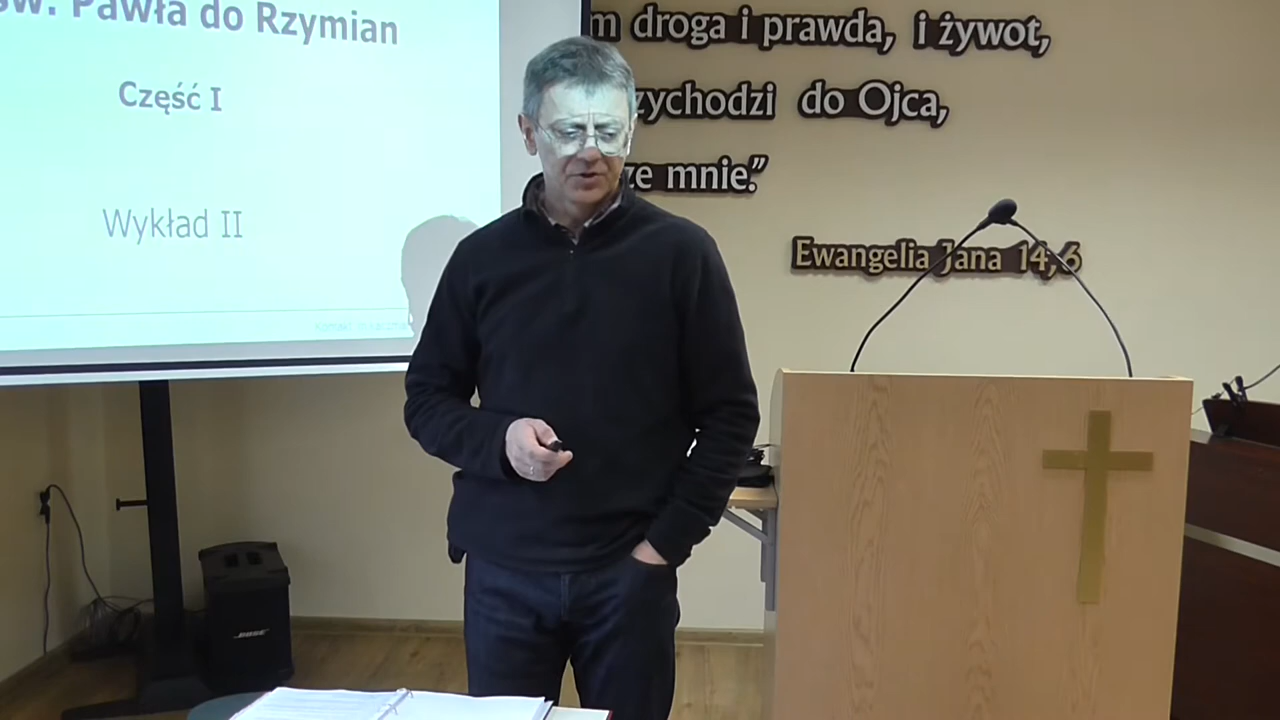 św. Pawła do Rzymian
Część I
Wykład II
m droga i prawda, i żywot,
zychodzi do Ojca,
ze mnie.”
Ewangelia Jana 14,6
BOSE